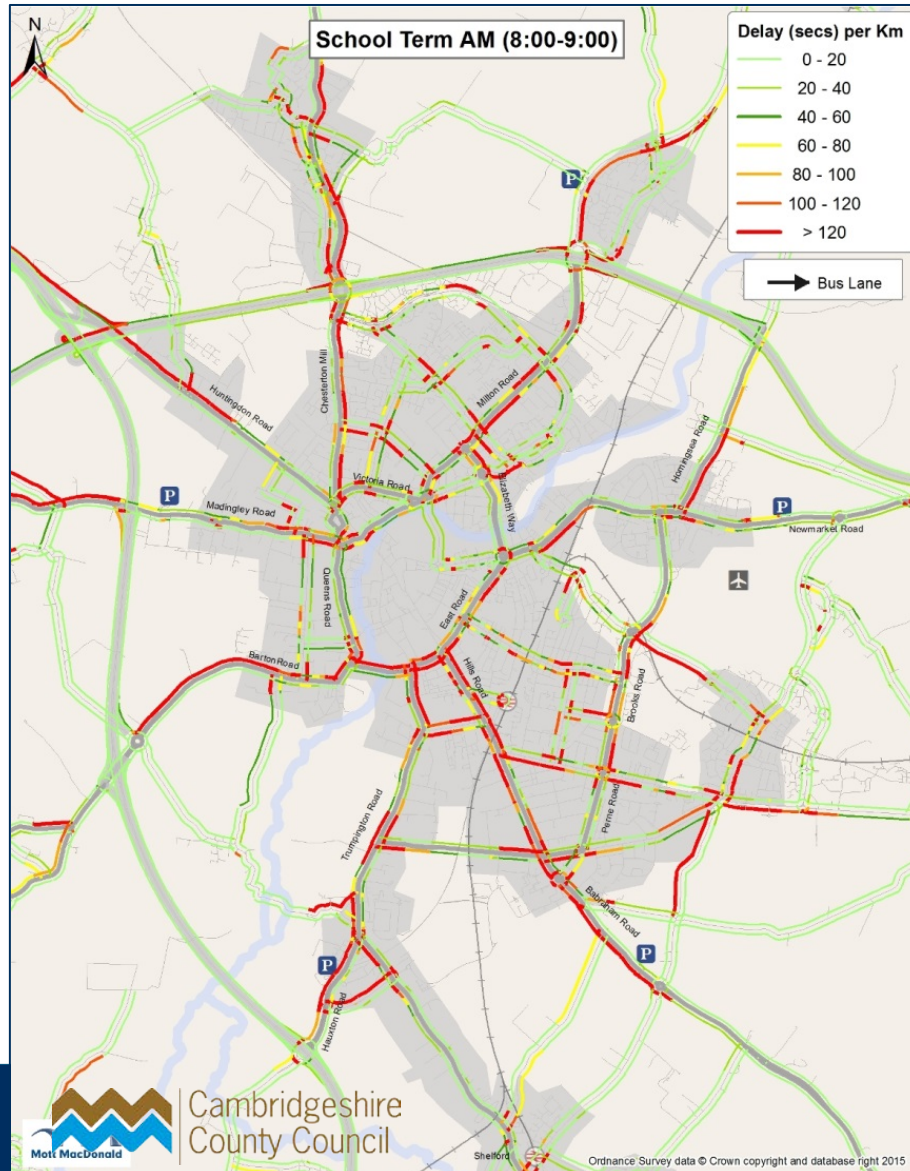 N
School Term AM (8:00-9:00)
Delay (secs) per Km
0 - 20
20 - 40
40 - 60
60 - 80
80 - 100
100 - 120
> 120
Bus Lane
P
Chesterton Mill
Milton Road
Huntingdon Road
Horningsea Road
Victoria Road
Elizabeth Way
P
Madingley Road
P
Newmarket Road
Queens Road
East Road
Barton Road
Hills Road
Brooks Road
Trumpington Road
Perne Road
Babraham Road
P
P
Hauxton Road
Cambridgeshire
County Council
Mott MacDonald
Shelford
Ordnance Survey data © Crown copyright and database right 2015